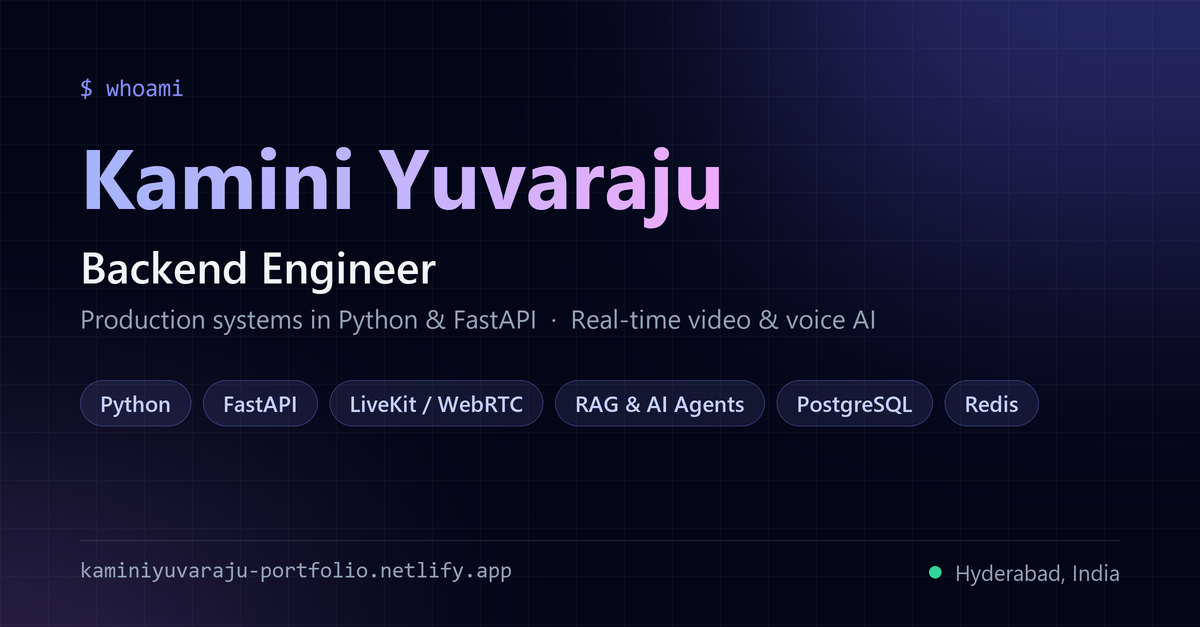 $ whoami
Kamini Yuvaraju
Backend Engineer
Production systems in Python & FastAPI · Real-time video & voice AI
Python FastAPI LiveKit / WebRTC RAG & AI Agents PostgreSQL Redis
kaminiyuvaraju-portfolio.netlify.app Hyderabad, India